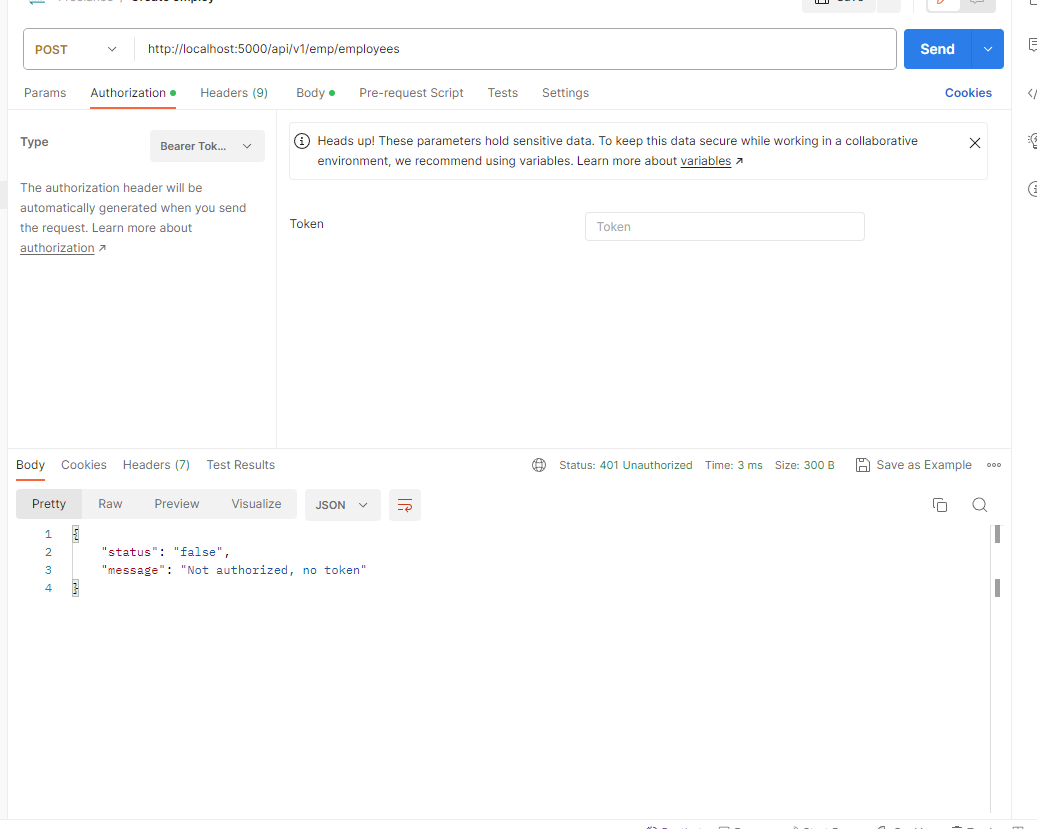 POST
http://localhost:5000/api/v1/emp/employees
Send
Params
Authorization
Headers (9)
Body
Pre-request Script
Tests
Settings
Cookies
Type
Bearer Tok...
The authorization header will be
automatically generated when you send
the request. Learn more about
authorization ↗
Heads up! These parameters hold sensitive data. To keep this data secure while working in a collaborative
environment, we recommend using variables. Learn more about variables ↗
Token
Token
Body
Cookies
Headers (7)
Test Results
Status: 401 Unauthorized
Time: 3 ms
Size: 300 B
Save as Example
Pretty
Raw
Preview
Visualize
JSON
1 {
2 "status": "false",
3 "message": "Not authorized, no token"
4 }